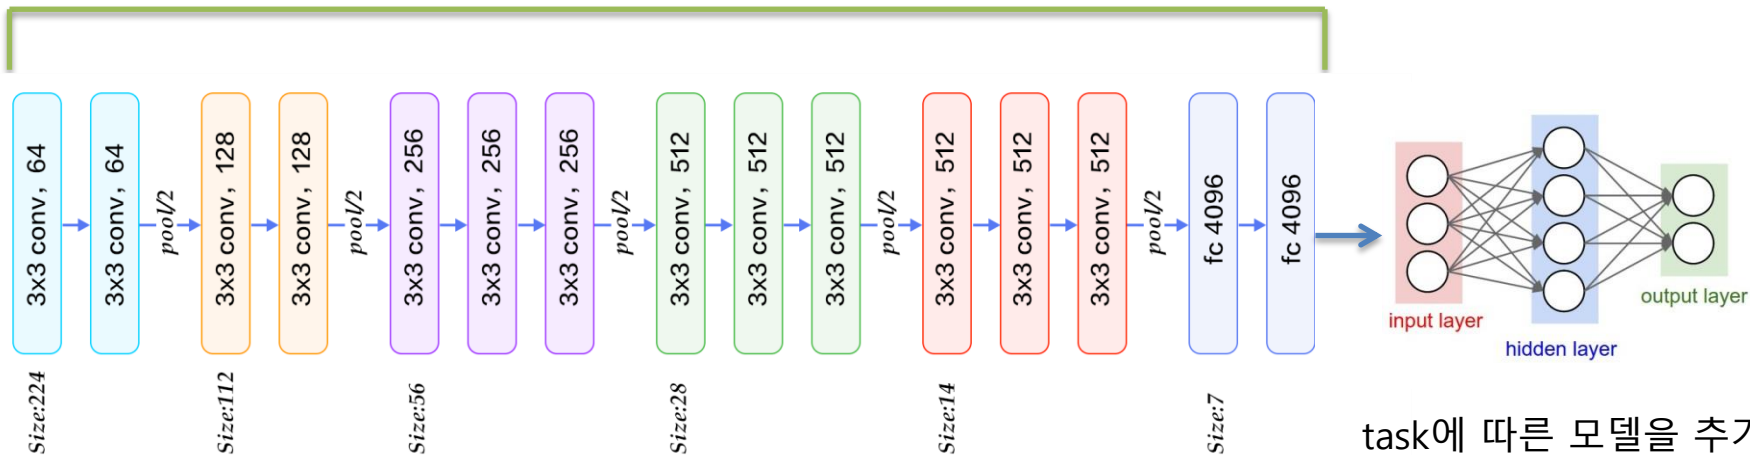 3x3 conv, 64
3x3 conv, 64
pool/2
3x3 conv, 128
3x3 conv, 128
pool/2
3x3 conv, 256
3x3 conv, 256
3x3 conv, 256
pool/2
3x3 conv, 512
3x3 conv, 512
3x3 conv, 512
pool/2
3x3 conv, 512
3x3 conv, 512
3x3 conv, 512
pool/2
fc 4096
fc 4096
Size:224
Size:112
Size:56
Size:28
Size:14
Size:7
input layer
hidden layer
output layer
task에 따른 모델을 추가